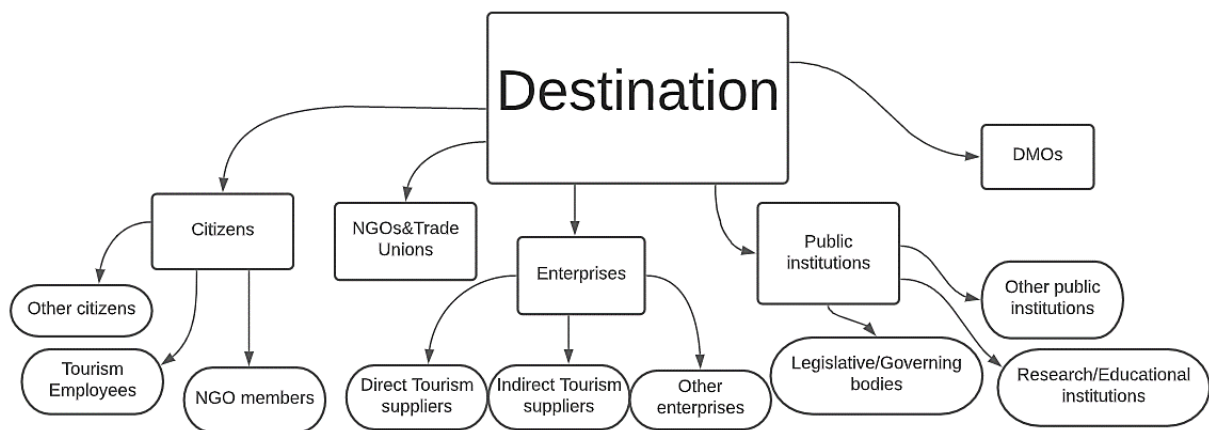 Destination
DMOs
Citizens
NGOs&Trade
Unions
Enterprises
Public
institutions
Other citizens
Tourism
Employees
NGO members
Direct Tourism
suppliers
Indirect Tourism
suppliers
Other
enterprises
Legislative/Governing
bodies
Other public
institutions
Research/Educational
institutions